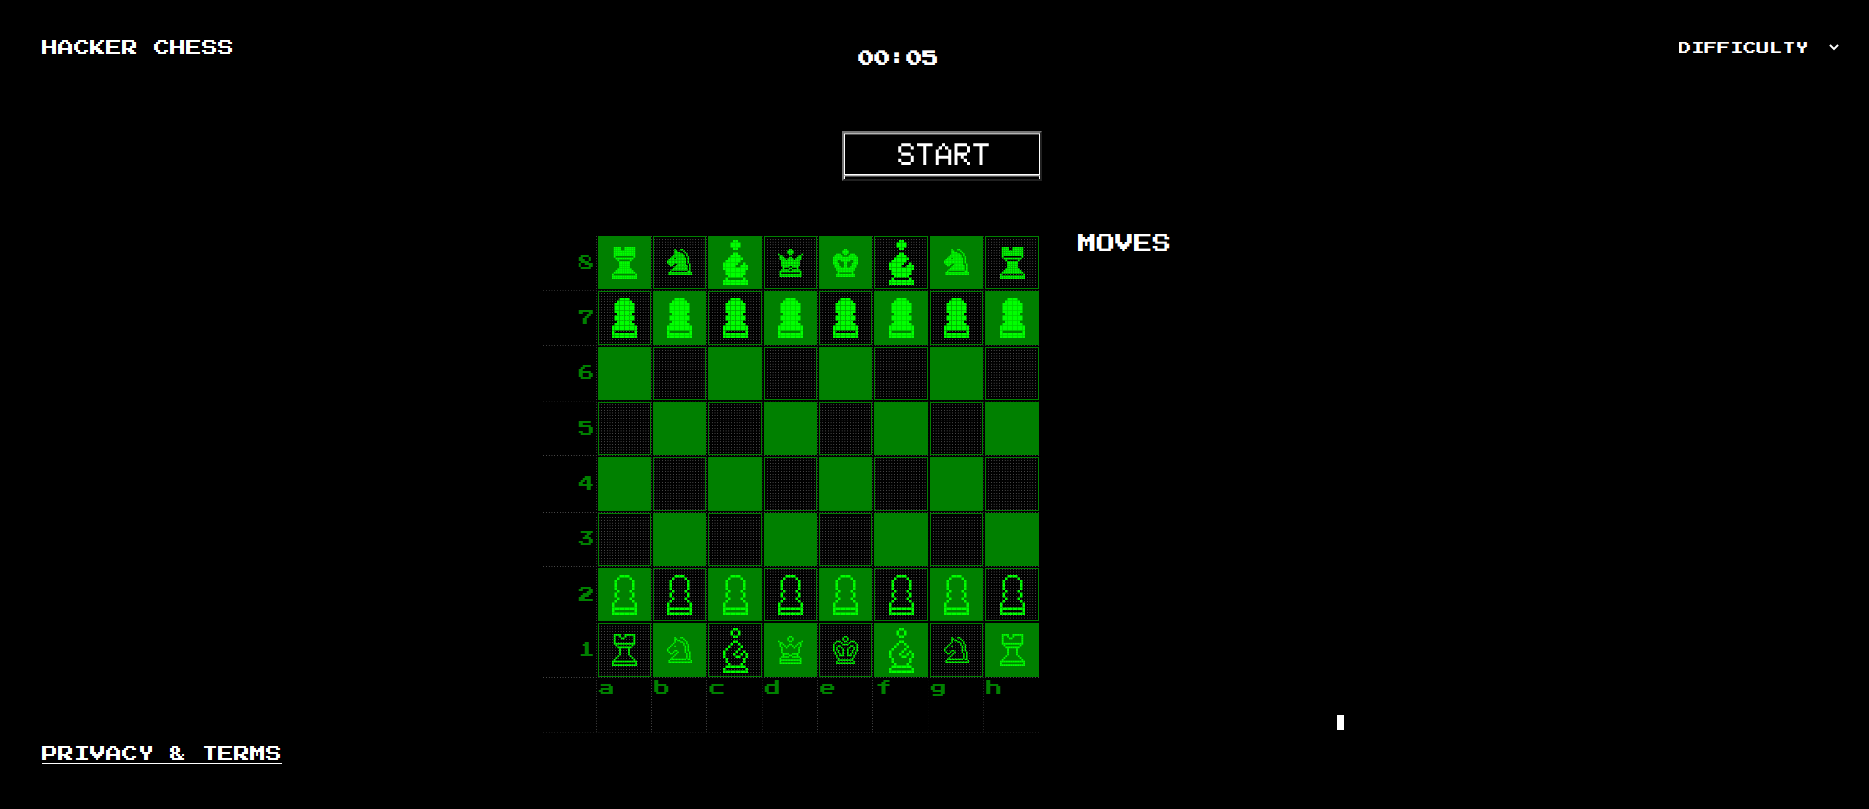 HACKER CHESS
00:05
DIFFICULTY
START
MOVES
8
7
6
5
4
3
2
1
a b c d e f g h
PRIVACY & TERMS